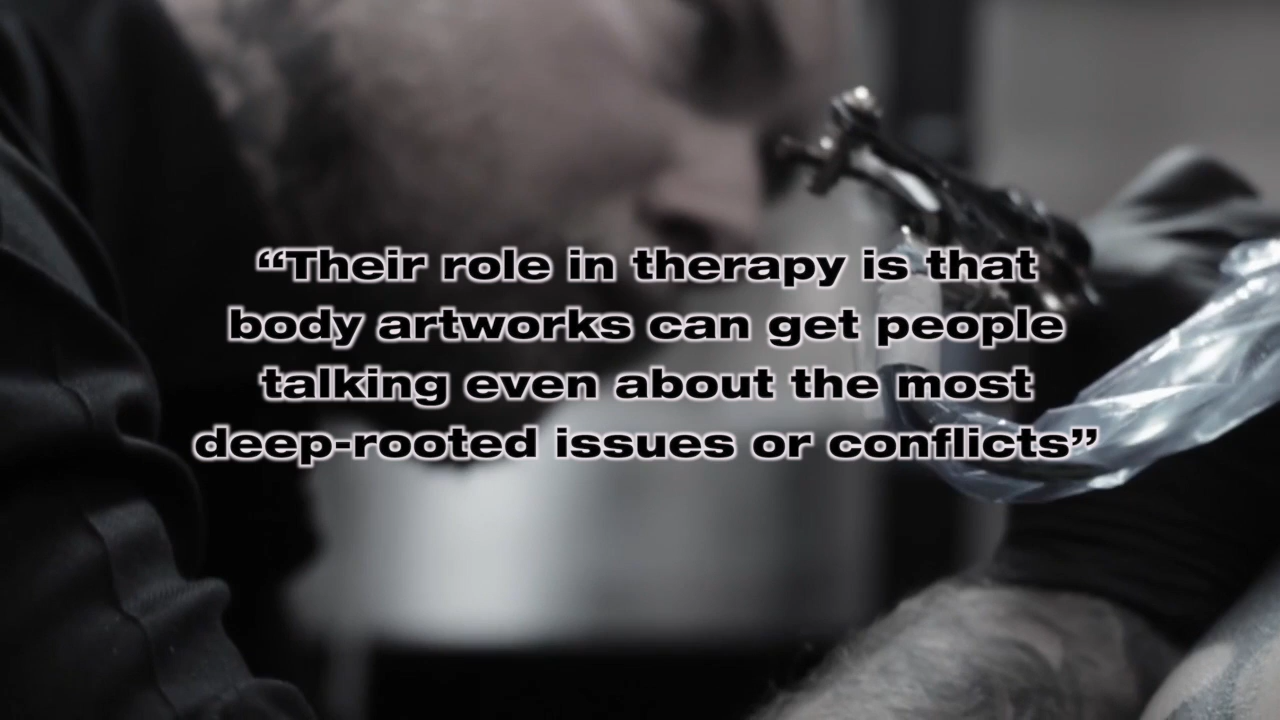 “Their role in therapy is that
body artworks can get people
talking even about the most
deep-rooted issues or conflicts”